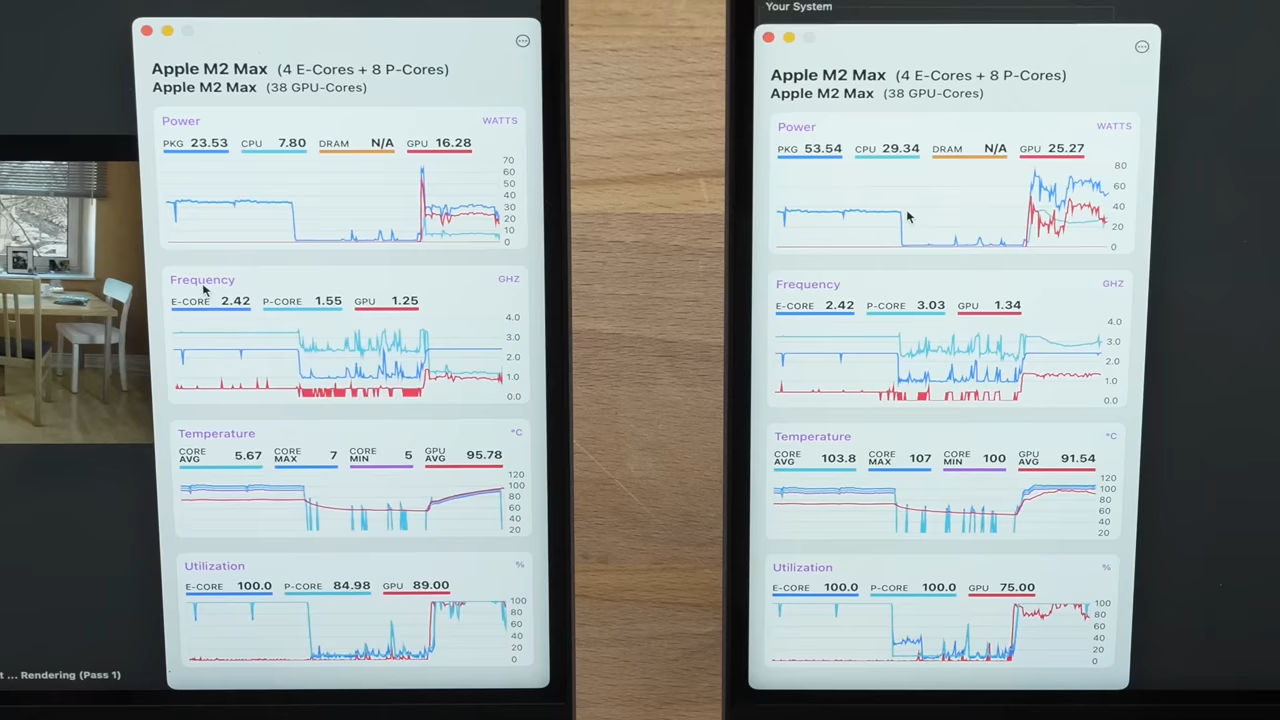 Apple M2 Max (4 E-Cores + 8 P-Cores)
Apple M2 Max (38 GPU-Cores)
Power WATTS
PKG 23.53 CPU 7.80 DRAM N/A GPU 16.28
70
60
50
40
30
20
10
0
Frequency GHZ
E-CORE 2.42 P-CORE 1.55 GPU 1.25
4.0
3.0
2.0
1.0
0.0
Temperature °C
CORE AVG 5.67 CORE MAX 7 CORE MIN 5 GPU AVG 95.78
120
100
80
60
40
20
Utilization %
E-CORE 100.0 P-CORE 84.98 GPU 89.00
100
80
60
40
20
0
t ... Rendering (Pass 1)
Your System
Apple M2 Max (4 E-Cores + 8 P-Cores)
Apple M2 Max (38 GPU-Cores)
Power WATTS
PKG 53.54 CPU 29.34 DRAM N/A GPU 25.27
80
60
40
20
0
Frequency GHZ
E-CORE 2.42 P-CORE 3.03 GPU 1.34
4.0
3.0
2.0
1.0
0.0
Temperature °C
CORE AVG 103.8 CORE MAX 107 CORE MIN 100 GPU AVG 91.54
120
100
80
60
40
20
Utilization %
E-CORE 100.0 P-CORE 100.0 GPU 75.00
100
80
60
40
20
0